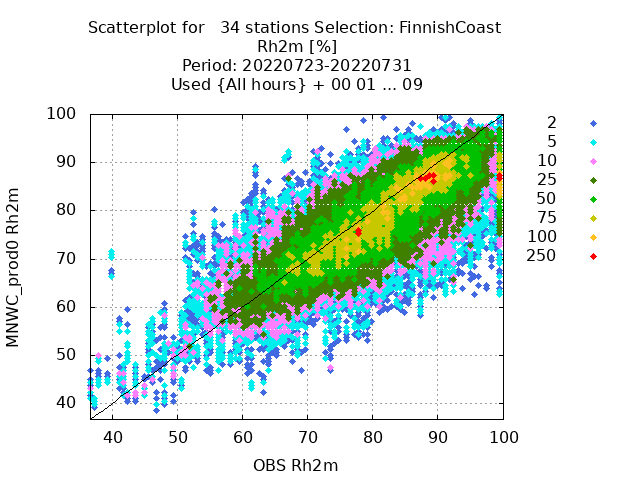 Scatterplot for   34 stations Selection: FinnishCoast
Rh2m [%]
Period: 20220723-20220731
Used {All hours} + 00 01 ... 09
MNWC_prod0 Rh2m
100
90
80
70
60
50
40
40 50 60 70 80 90 100
OBS Rh2m
2
5
10
25
50
75
100
250